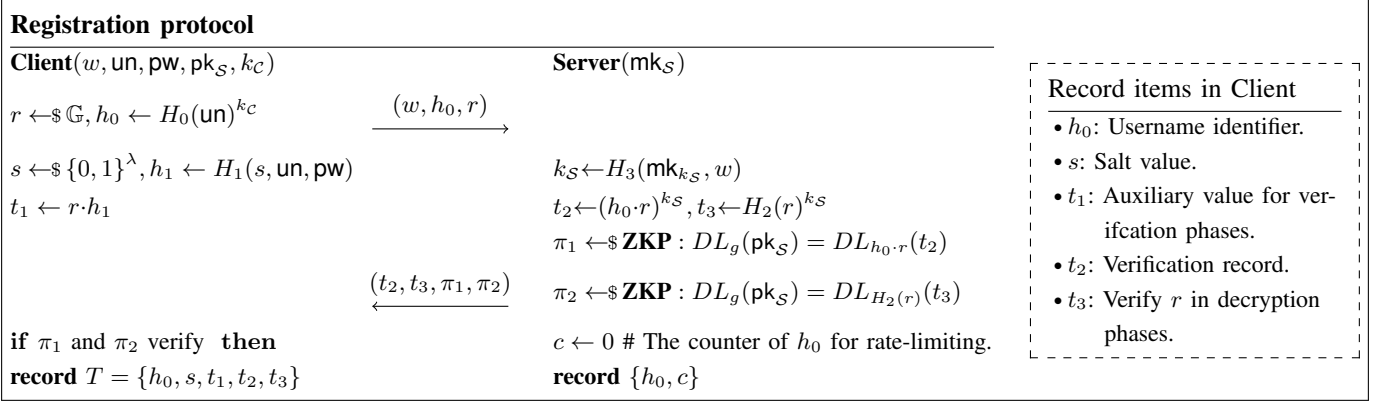 Registration protocol
Client(w, un, pw, pk_S, k_C) Server(mk_S)
r ←$ 𝔾, h_0 ← H_0(un)^{k_C} (w, h_0, r)
s ←$ {0, 1}^λ, h_1 ← H_1(s, un, pw) k_S←H_3(mk_{k_S}, w)
t_1 ← r·h_1 t_2←(h_0·r)^{k_S}, t_3←H_2(r)^{k_S}
π_1 ←$ ZKP : DL_g(pk_S) = DL_{h_0·r}(t_2)
(t_2, t_3, π_1, π_2) π_2 ←$ ZKP : DL_g(pk_S) = DL_{H_2(r)}(t_3)
if π_1 and π_2 verify then c ← 0 # The counter of h_0 for rate-limiting.
record T = {h_0, s, t_1, t_2, t_3} record {h_0, c}
Record items in Client
• h_0: Username identifier.
• s: Salt value.
• t_1: Auxiliary value for ver-
ifcation phases.
• t_2: Verification record.
• t_3: Verify r in decryption
phases.